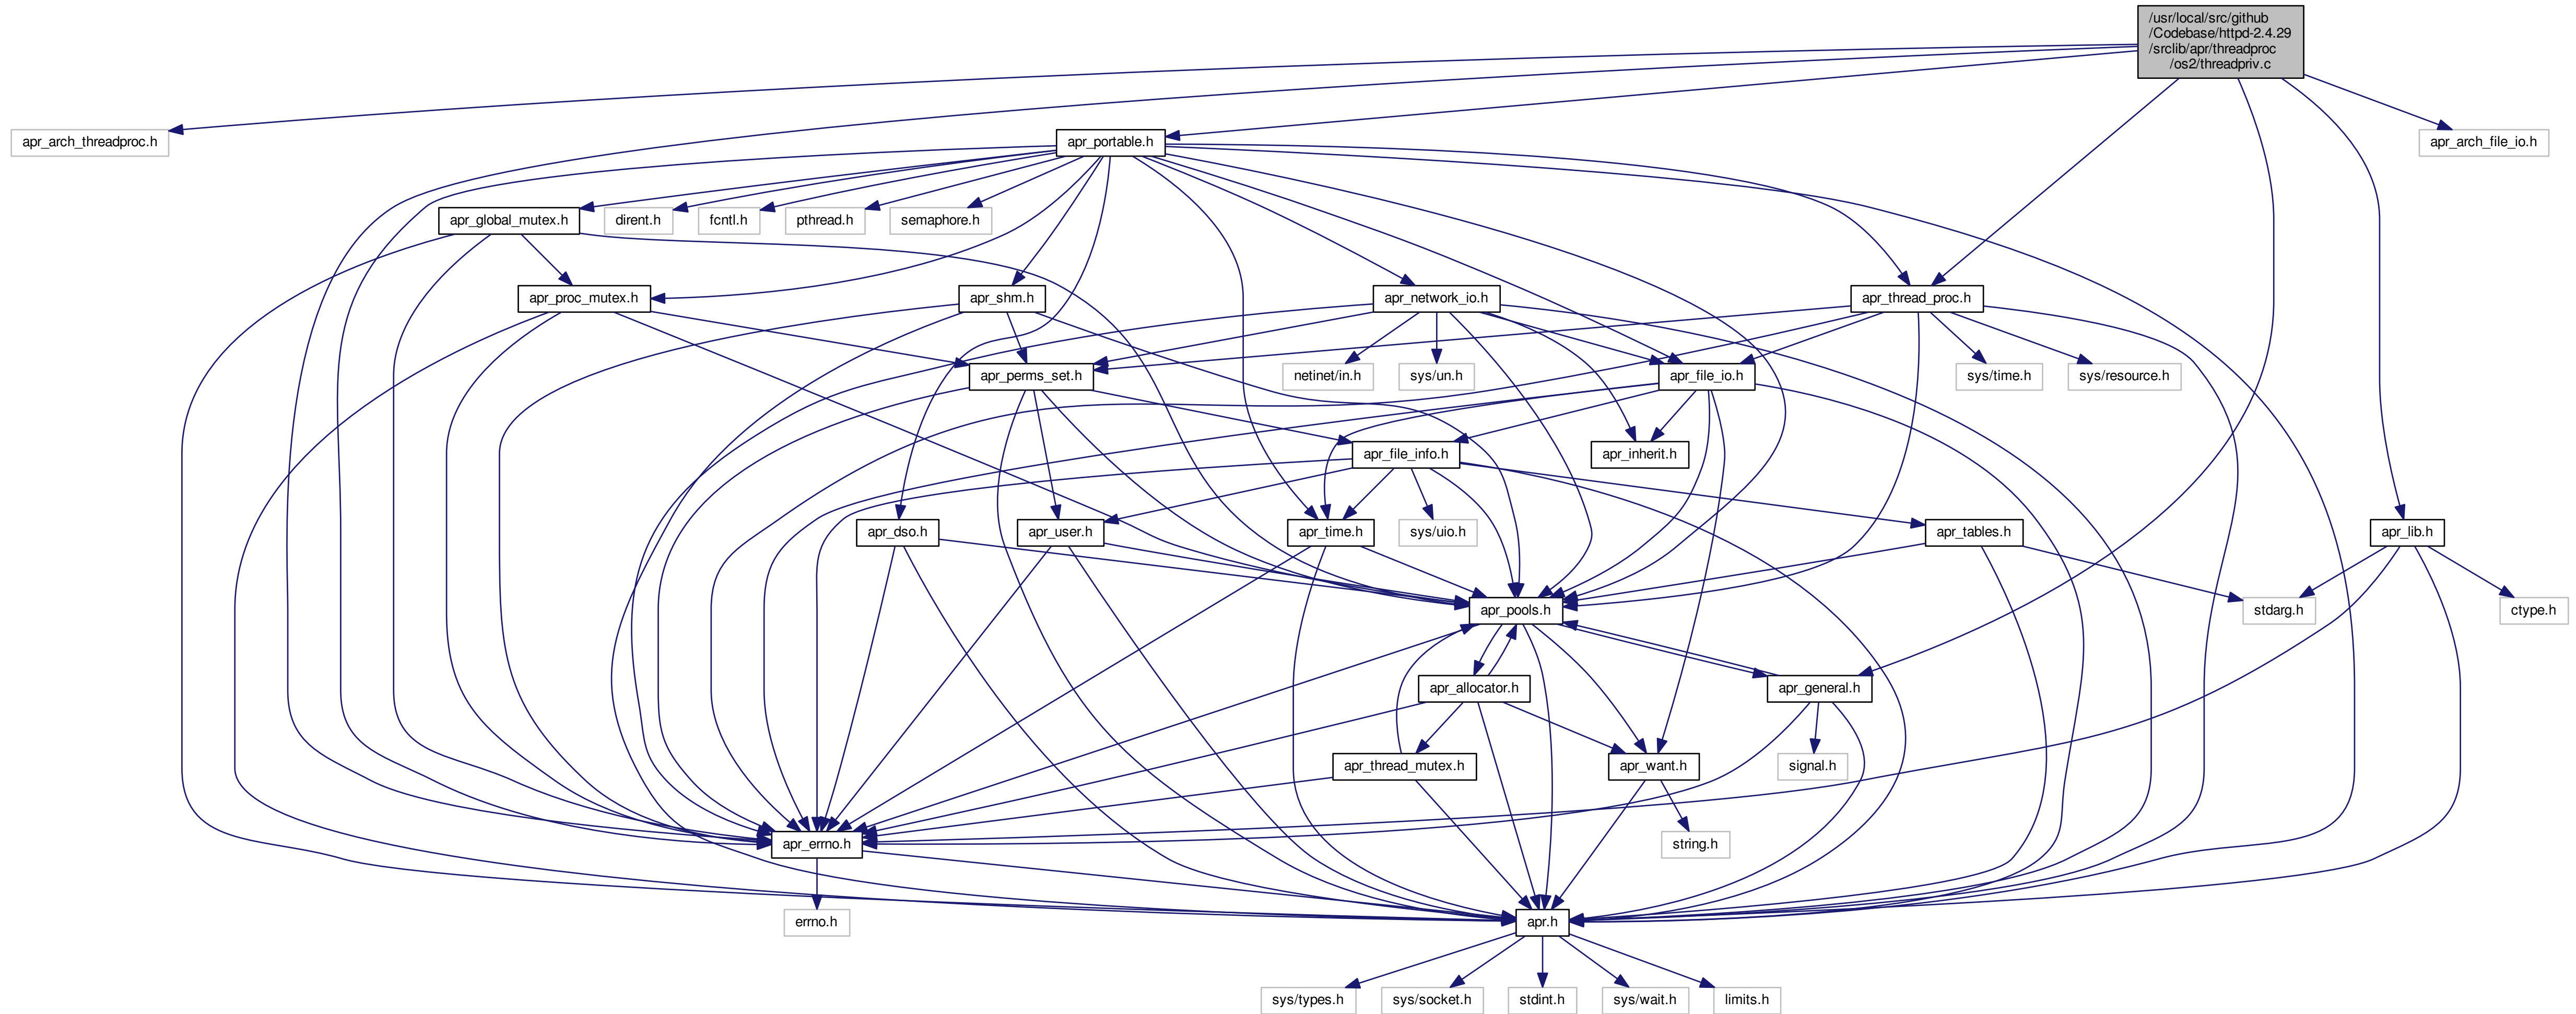 /usr/local/src/github
/Codebase/httpd-2.4.29
/srclib/apr/threadproc
/os2/threadpriv.c
apr_arch_threadproc.h
apr_portable.h
apr_arch_file_io.h
apr_global_mutex.h
dirent.h
fcntl.h
pthread.h
semaphore.h
apr_proc_mutex.h
apr_shm.h
apr_network_io.h
apr_thread_proc.h
apr_perms_set.h
netinet/in.h
sys/un.h
apr_file_io.h
sys/time.h
sys/resource.h
apr_file_info.h
apr_inherit.h
apr_dso.h
apr_user.h
apr_time.h
sys/uio.h
apr_tables.h
apr_lib.h
apr_pools.h
stdarg.h
ctype.h
apr_allocator.h
apr_general.h
apr_thread_mutex.h
apr_want.h
signal.h
apr_errno.h
string.h
errno.h
apr.h
sys/types.h
sys/socket.h
stdint.h
sys/wait.h
limits.h